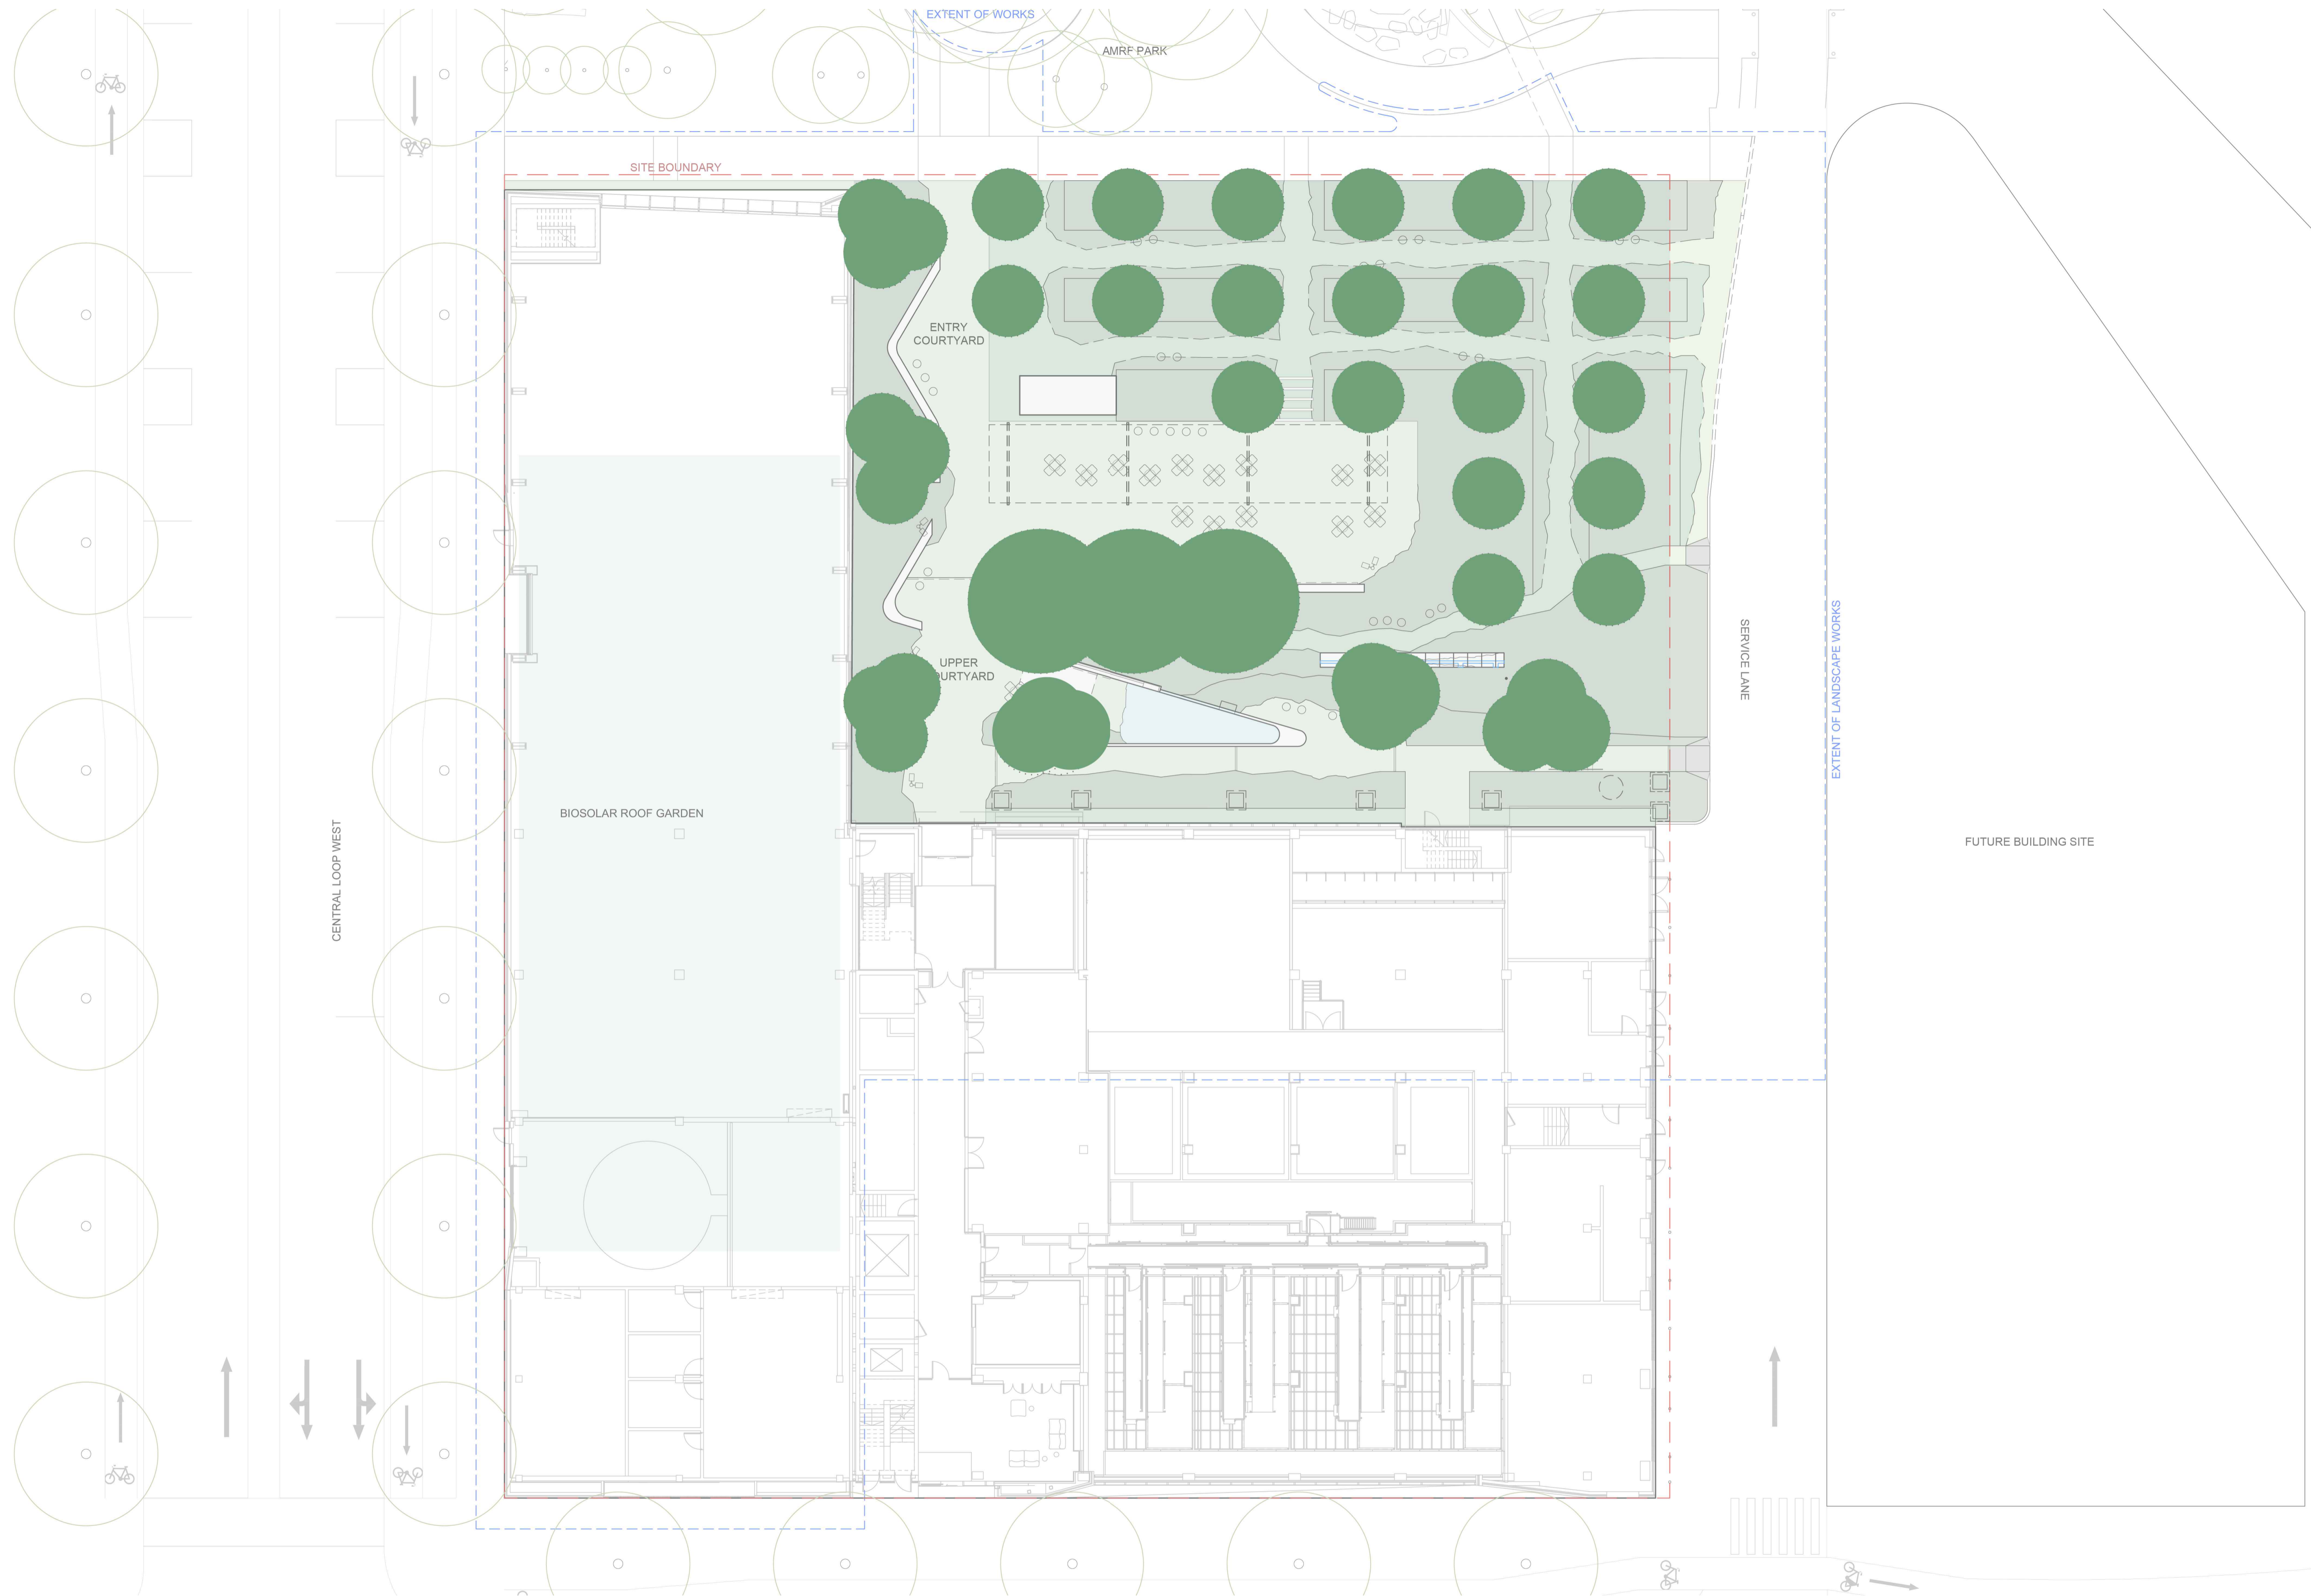 EXTENT OF WORKS
AMRF PARK
SITE BOUNDARY
ENTRY
COURTYARD
UPPER
OURTYARD
SERVICE LANE
EXTENT OF LANDSCAPE WORKS
BIOSOLAR ROOF GARDEN
CENTRAL LOOP WEST
FUTURE BUILDING SITE